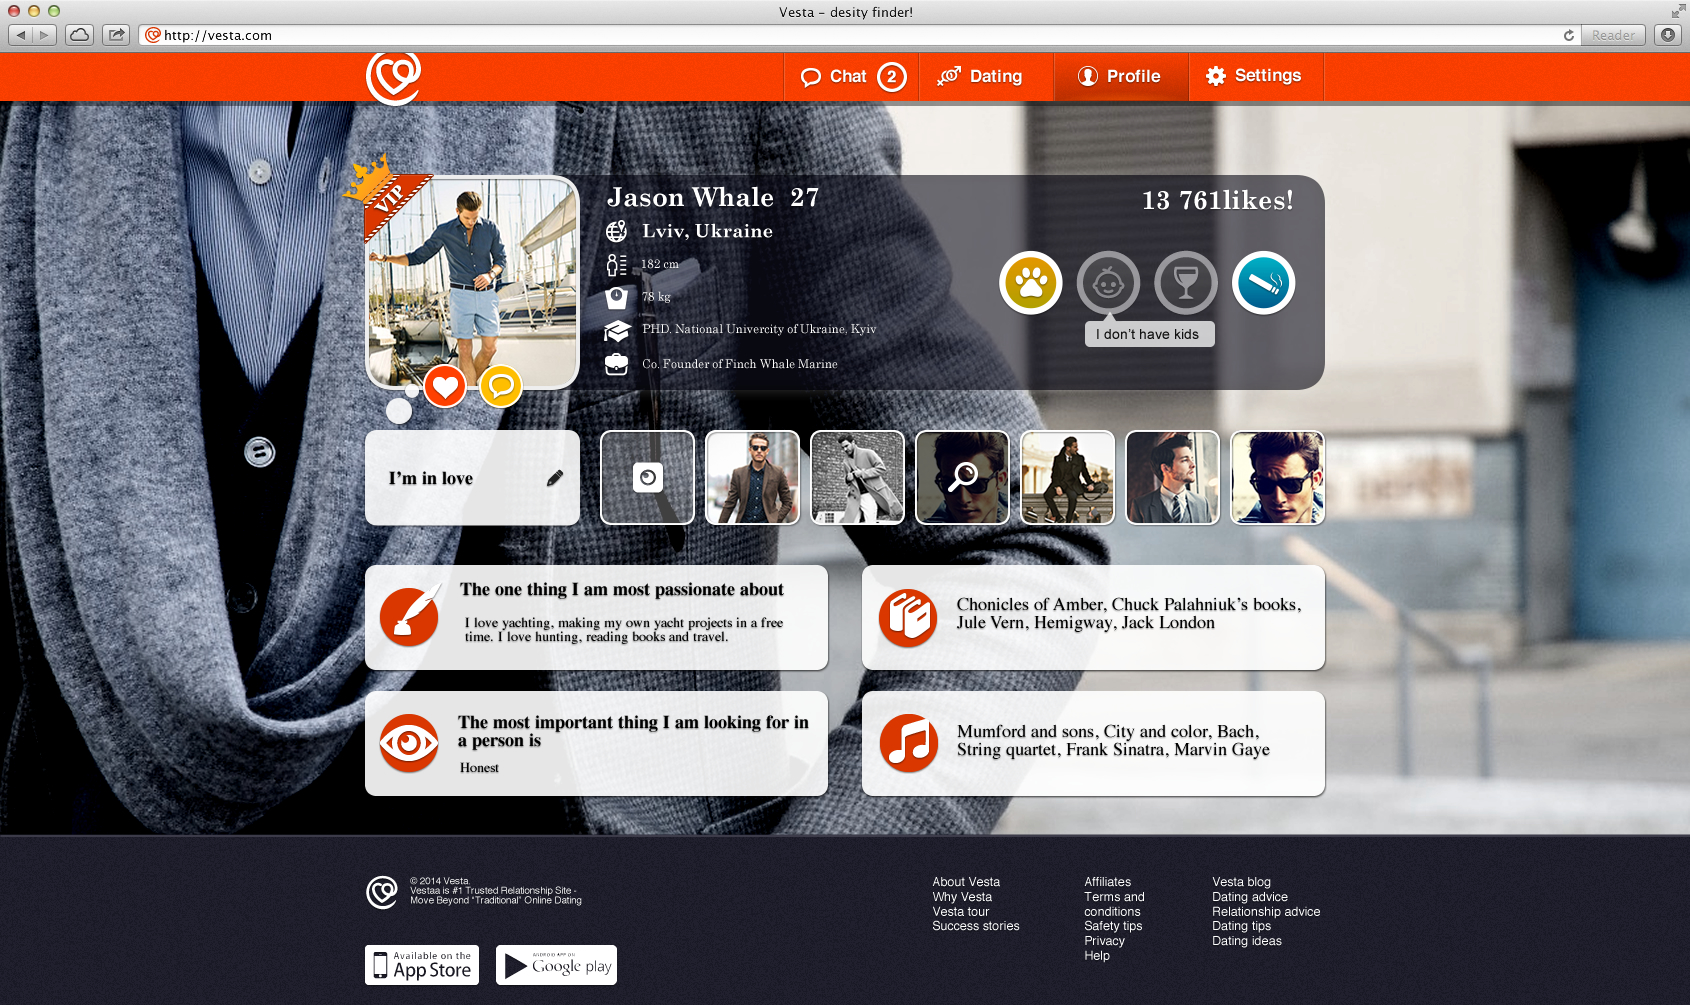 Vesta - desity finder!
http://vesta.com
Reader
Chat 2
Dating
Profile
Settings
VIP
Jason Whale 27
13 761likes!
Lviv, Ukraine
182 cm
78 kg
PHD. National Univercity of Ukraine, Kyiv
Co. Founder of Finch Whale Marine
I don't have kids
I'm in love
The one thing I am most passionate about
I love yachting, making my own yacht projects in a free
time. I love hunting, reading books and travel.
Chonicles of Amber, Chuck Palahniuk's books,
Jule Vern, Hemigway, Jack London
The most important thing I am looking for in
a person is
Honest
Mumford and sons, City and color, Bach,
String quartet, Frank Sinatra, Marvin Gaye
© 2014 Vesta.
Vestaa is #1 Trusted Relationship Site -
Move Beyond "Traditional" Online Dating
Available on the
App Store
ANDROID APP ON
Google play
About Vesta
Why Vesta
Vesta tour
Success stories
Affiliates
Terms and
conditions
Safety tips
Privacy
Help
Vesta blog
Dating advice
Relationship advice
Dating tips
Dating ideas